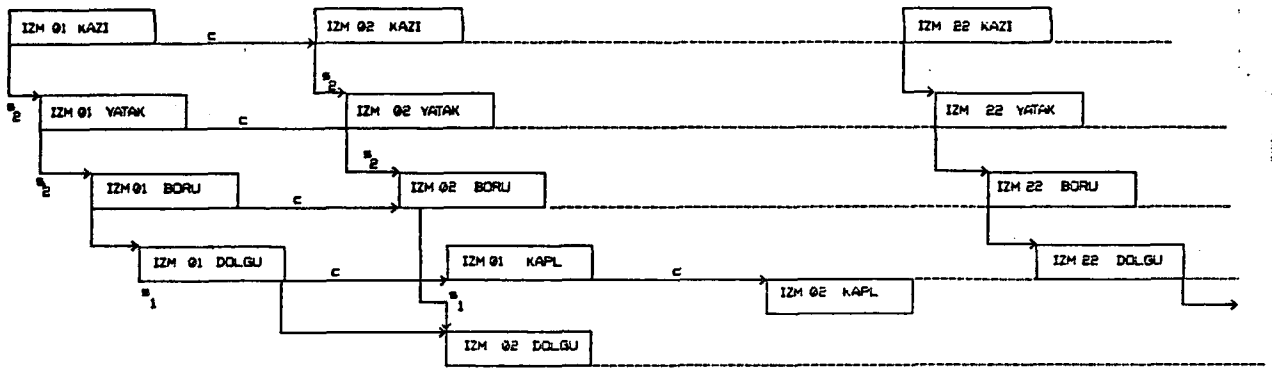 IZM 01 KAZI
IZM 02 KAZI
IZM 22 KAZI
c
s2
s2
IZM 01 YATAK
IZM 02 YATAK
IZM 22 YATAK
c
s2
s2
IZM 01 BORU
IZM 02 BORU
IZM 22 BORU
c
IZM 01 DOLGU
IZM 01 KAPL
IZM 22 DOLGU
c
c
s1
s1
IZM 02 KAPL
IZM 02 DOLGU